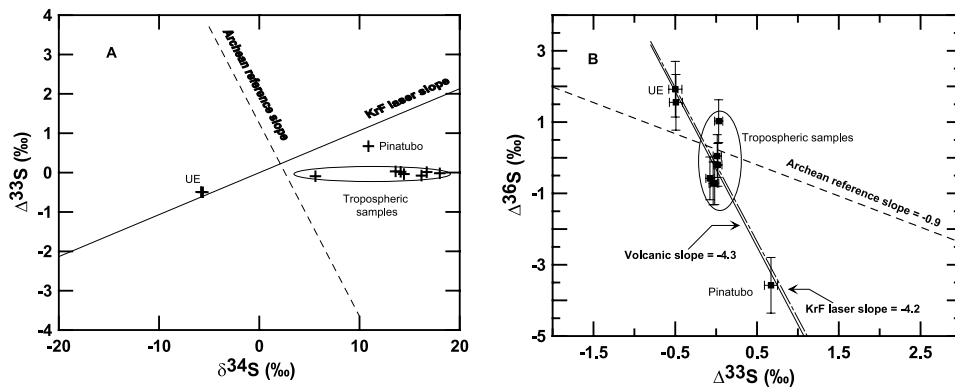 A
Archean reference slope
KrF laser slope
Pinatubo
UE
Tropospheric
samples
Δ³³S (‰)
4
3
2
1
0
-1
-2
-3
-4
-20
-10
0
10
20
δ³⁴S (‰)
B
UE
Tropospheric samples
Archean reference slope = -0.9
Volcanic slope = -4.3
Pinatubo
KrF laser slope = -4.2
Δ³⁶S (‰)
3
1
-1
-3
-5
-1.5
-0.5
0.5
1.5
2.5
Δ³³S (‰)